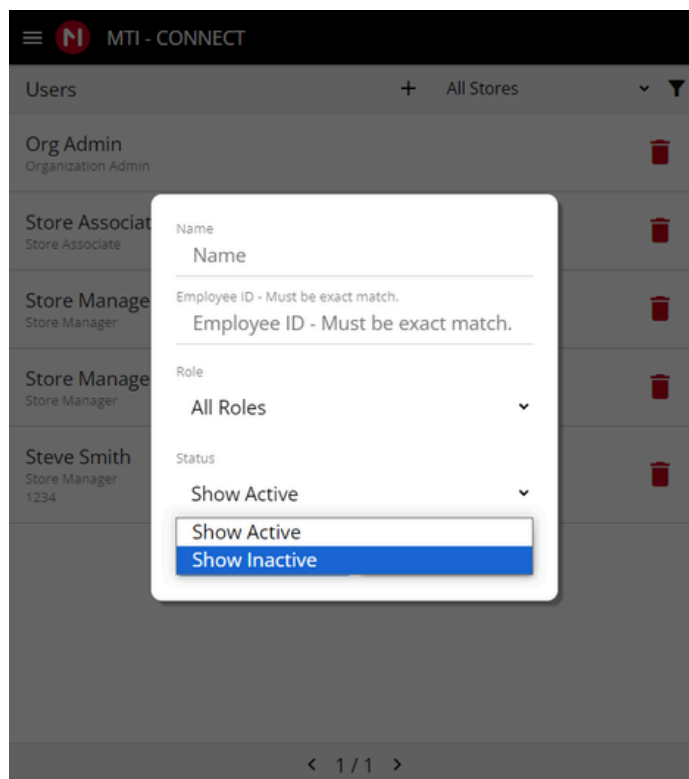 MTI - CONNECT
Users + All Stores
Org Admin
Organization Admin
Store Associat
Store Associate
Store Manage
Store Manager
Store Manage
Store Manager
Steve Smith
Store Manager
1234
Name
Name
Employee ID - Must be exact match.
Employee ID - Must be exact match.
Role
All Roles
Status
Show Active
Show Active
Show Inactive
< 1 / 1 >